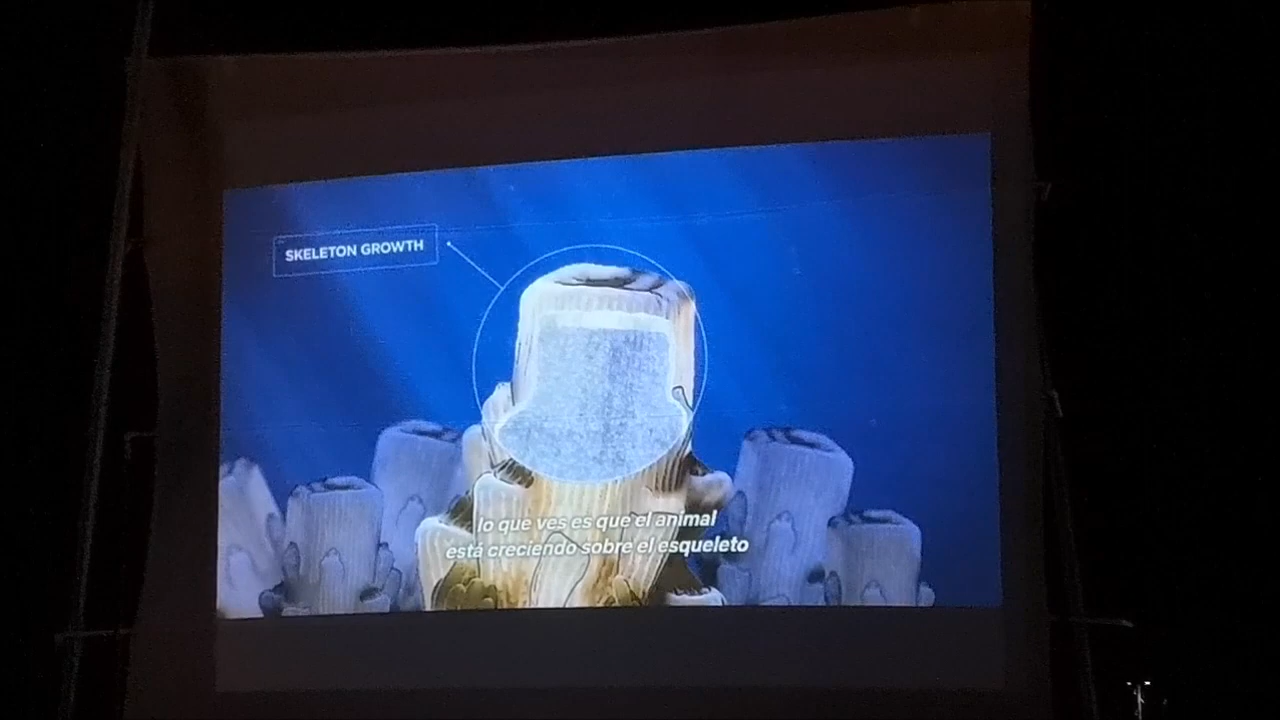 SKELETON GROWTH
lo que ves es que el animal
está creciendo sobre el esqueleto